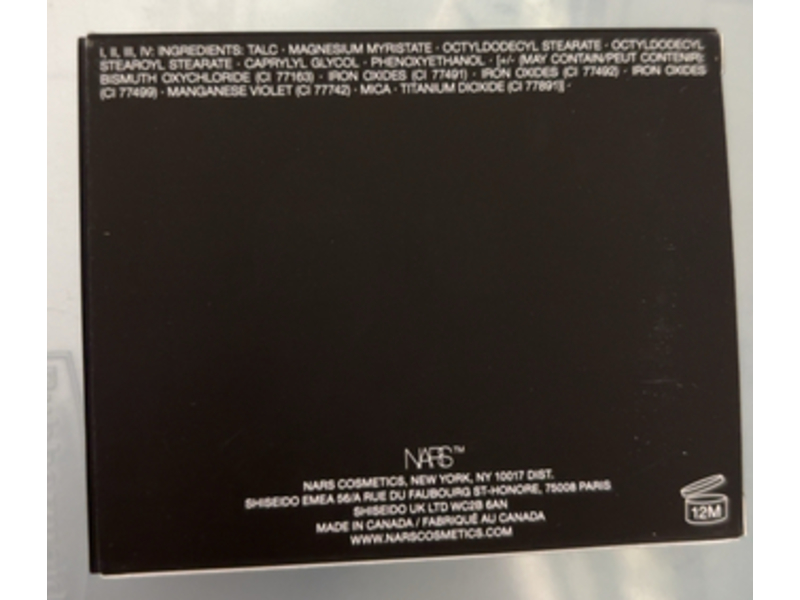 I, II, III, IV: INGREDIENTS: TALC · MAGNESIUM MYRISTATE · OCTYLDODECYL STEARATE · OCTYLDODECYL
STEAROYL STEARATE · CAPRYLYL GLYCOL · PHENOXYETHANOL · [+/- (MAY CONTAIN/PEUT CONTENIR):
BISMUTH OXYCHLORIDE (CI 77163) · IRON OXIDES (CI 77491) · IRON OXIDES (CI 77492) · IRON OXIDES
(CI 77499) · MANGANESE VIOLET (CI 77742) · MICA · TITANIUM DIOXIDE (CI 77891)] ·
NARS™
NARS COSMETICS, NEW YORK, NY 10017 DIST.
SHISEIDO EMEA 56/A RUE DU FAUBOURG ST-HONORE, 75008 PARIS
SHISEIDO UK LTD WC2B 6AN
MADE IN CANADA / FABRIQUÉ AU CANADA
WWW.NARSCOSMETICS.COM
12M